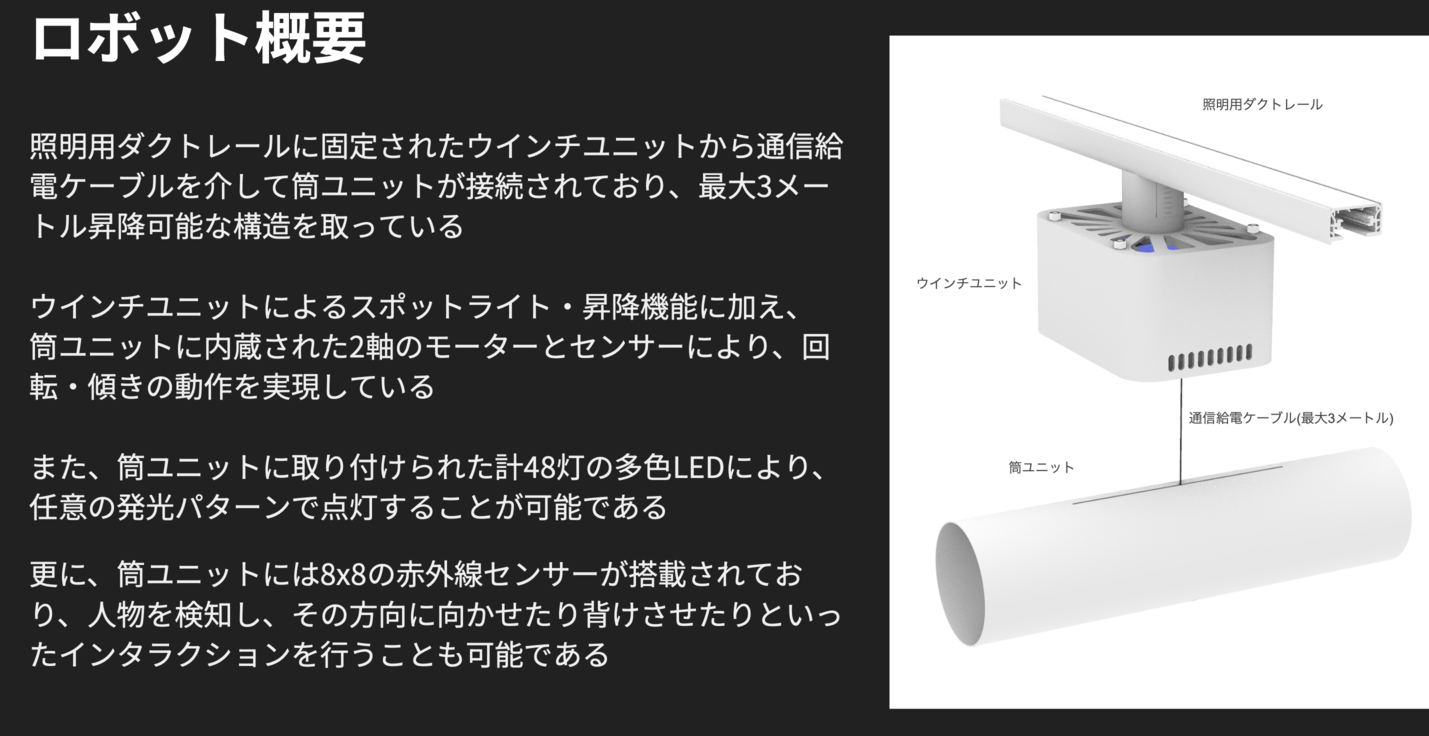 ロボット概要
照明用ダクトレールに固定されたウインチユニットから通信給
電ケーブルを介して筒ユニットが接続されており、最大3メー
トル昇降可能な構造を取っている
ウインチユニットによるスポットライト・昇降機能に加え、
筒ユニットに内蔵された2軸のモーターとセンサーにより、回
転・傾きの動作を実現している
また、筒ユニットに取り付けられた計48灯の多色LEDにより、
任意の発光パターンで点灯することが可能である
更に、筒ユニットには8x8の赤外線センサーが搭載されてお
り、人物を検知し、その方向に向かせたり背けさせたりといっ
たインタラクションを行うことも可能である
照明用ダクトレール
ウインチユニット
通信給電ケーブル(最大3メートル)
筒ユニット